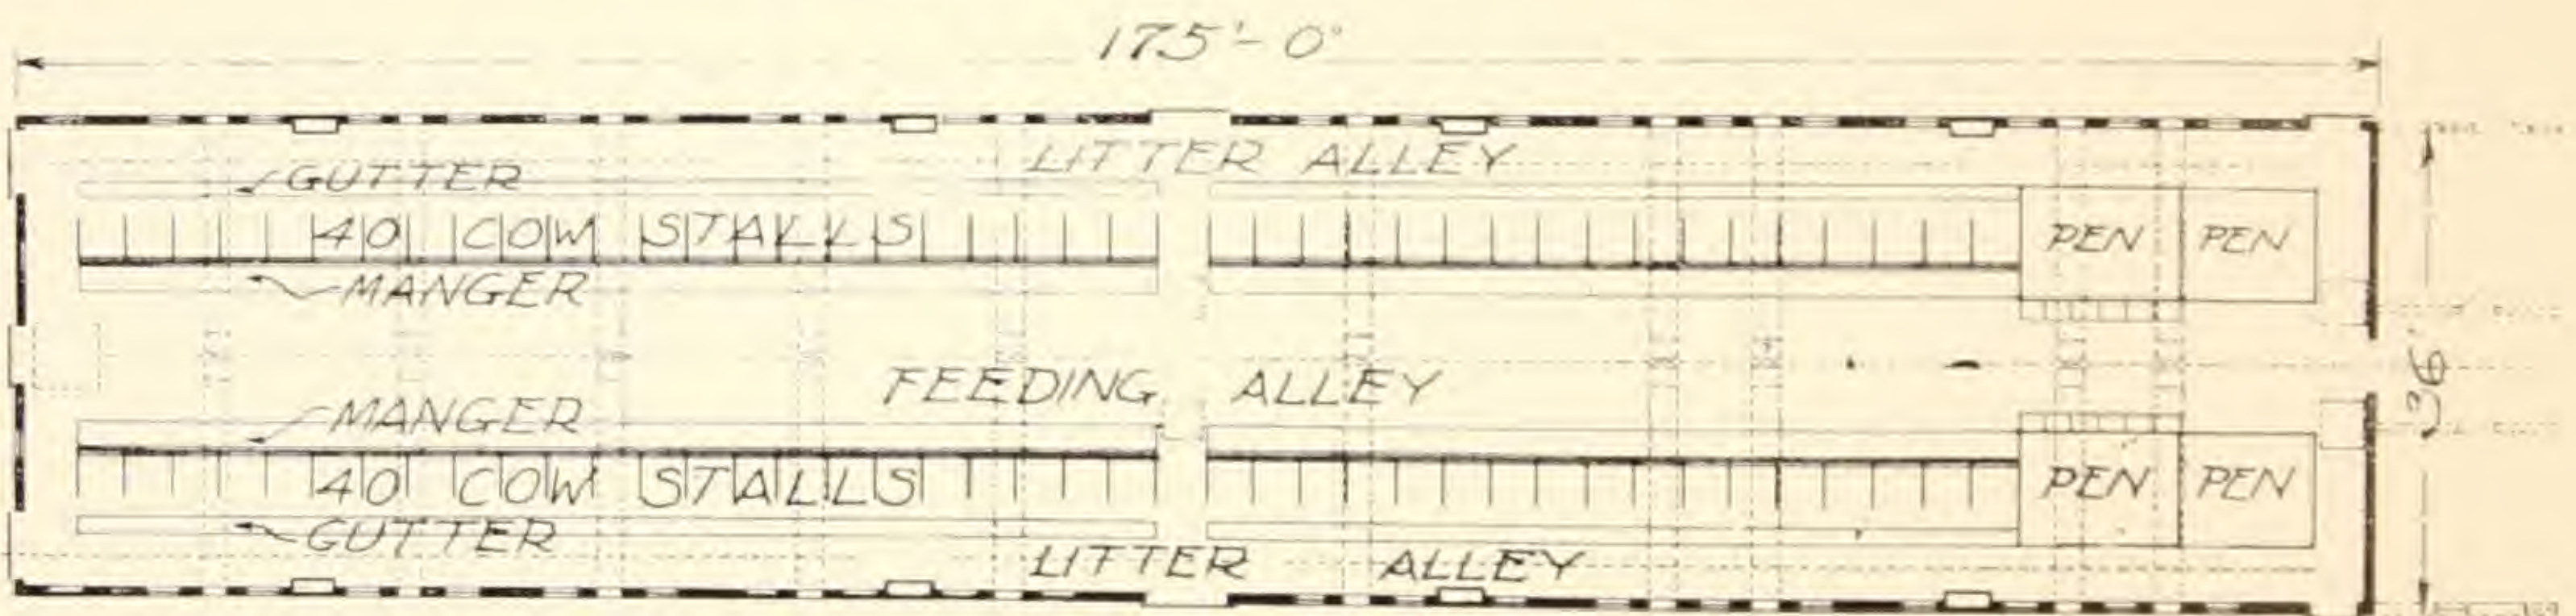 175'-0"
LITTER ALLEY
GUTTER
40 COW STALLS
PEN PEN
MANGER
FEEDING ALLEY
36'
MANGER
40 COW STALLS
PEN PEN
GUTTER
LITTER ALLEY